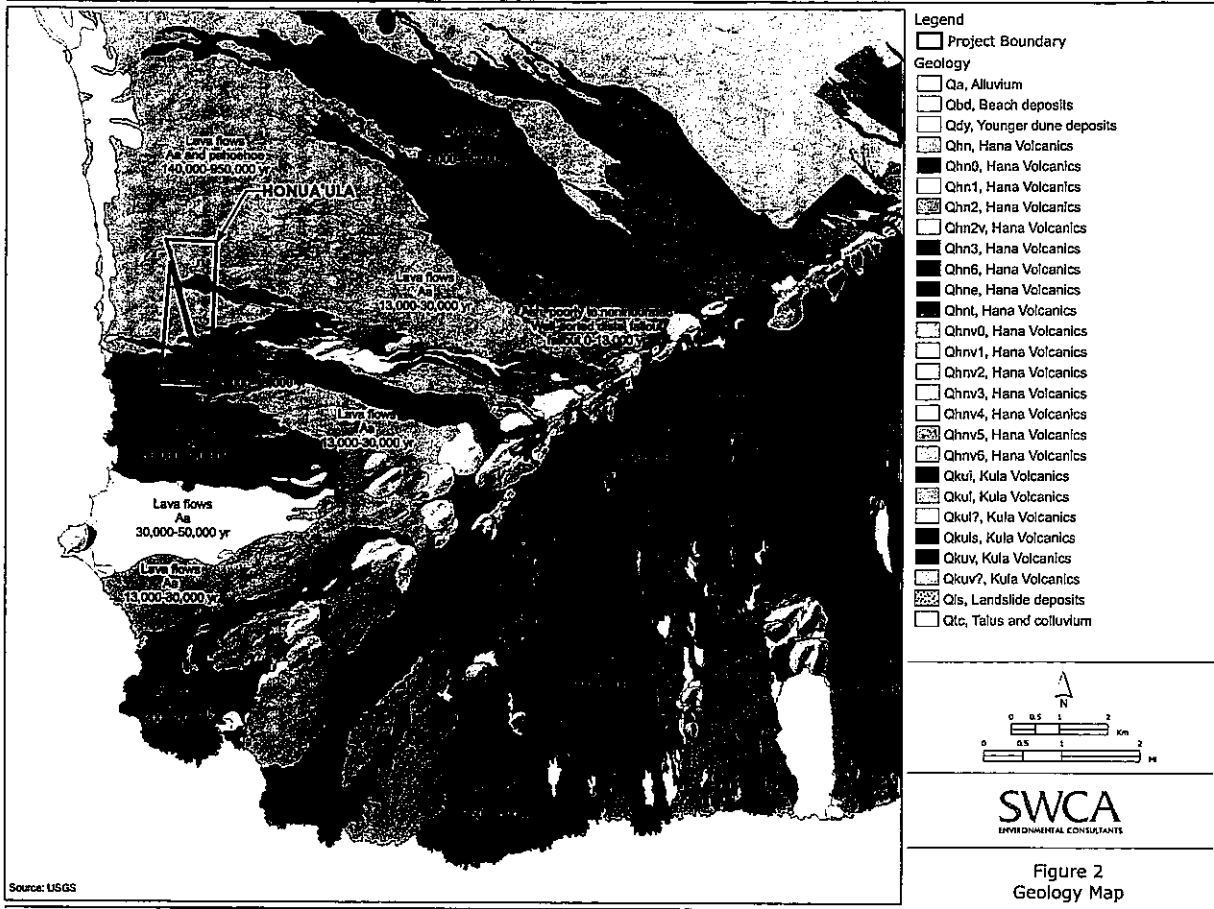 Lava flows
Aa and pahoehoe
140,000-950,000 yr
HONUA'ULA
Lava flows
Aa
13,000-30,000 yr
Lava flows
Aa
13,000-30,000 yr
Lava flows
Aa
30,000-50,000 yr
Lava flows
Aa
13,000-30,000 yr
Source: USGS
Legend
Project Boundary
Geology
Qa, Alluvium
Qbd, Beach deposits
Qdy, Younger dune deposits
Qhn, Hana Volcanics
Qhn0, Hana Volcanics
Qhn1, Hana Volcanics
Qhn2, Hana Volcanics
Qhn2v, Hana Volcanics
Qhn3, Hana Volcanics
Qhn6, Hana Volcanics
Qhne, Hana Volcanics
Qhnt, Hana Volcanics
Qhnv0, Hana Volcanics
Qhnv1, Hana Volcanics
Qhnv2, Hana Volcanics
Qhnv3, Hana Volcanics
Qhnv4, Hana Volcanics
Qhnv5, Hana Volcanics
Qhnv6, Hana Volcanics
Qkui, Kula Volcanics
Qkul, Kula Volcanics
Qkul?, Kula Volcanics
Qkuls, Kula Volcanics
Qkuv, Kula Volcanics
Qkuv?, Kula Volcanics
Qls, Landslide deposits
Qtc, Talus and colluvium
N
0 0.5 1 2
Km
0 0.5 1 2
Mi
SWCA
ENVIRONMENTAL CONSULTANTS
Figure 2
Geology Map